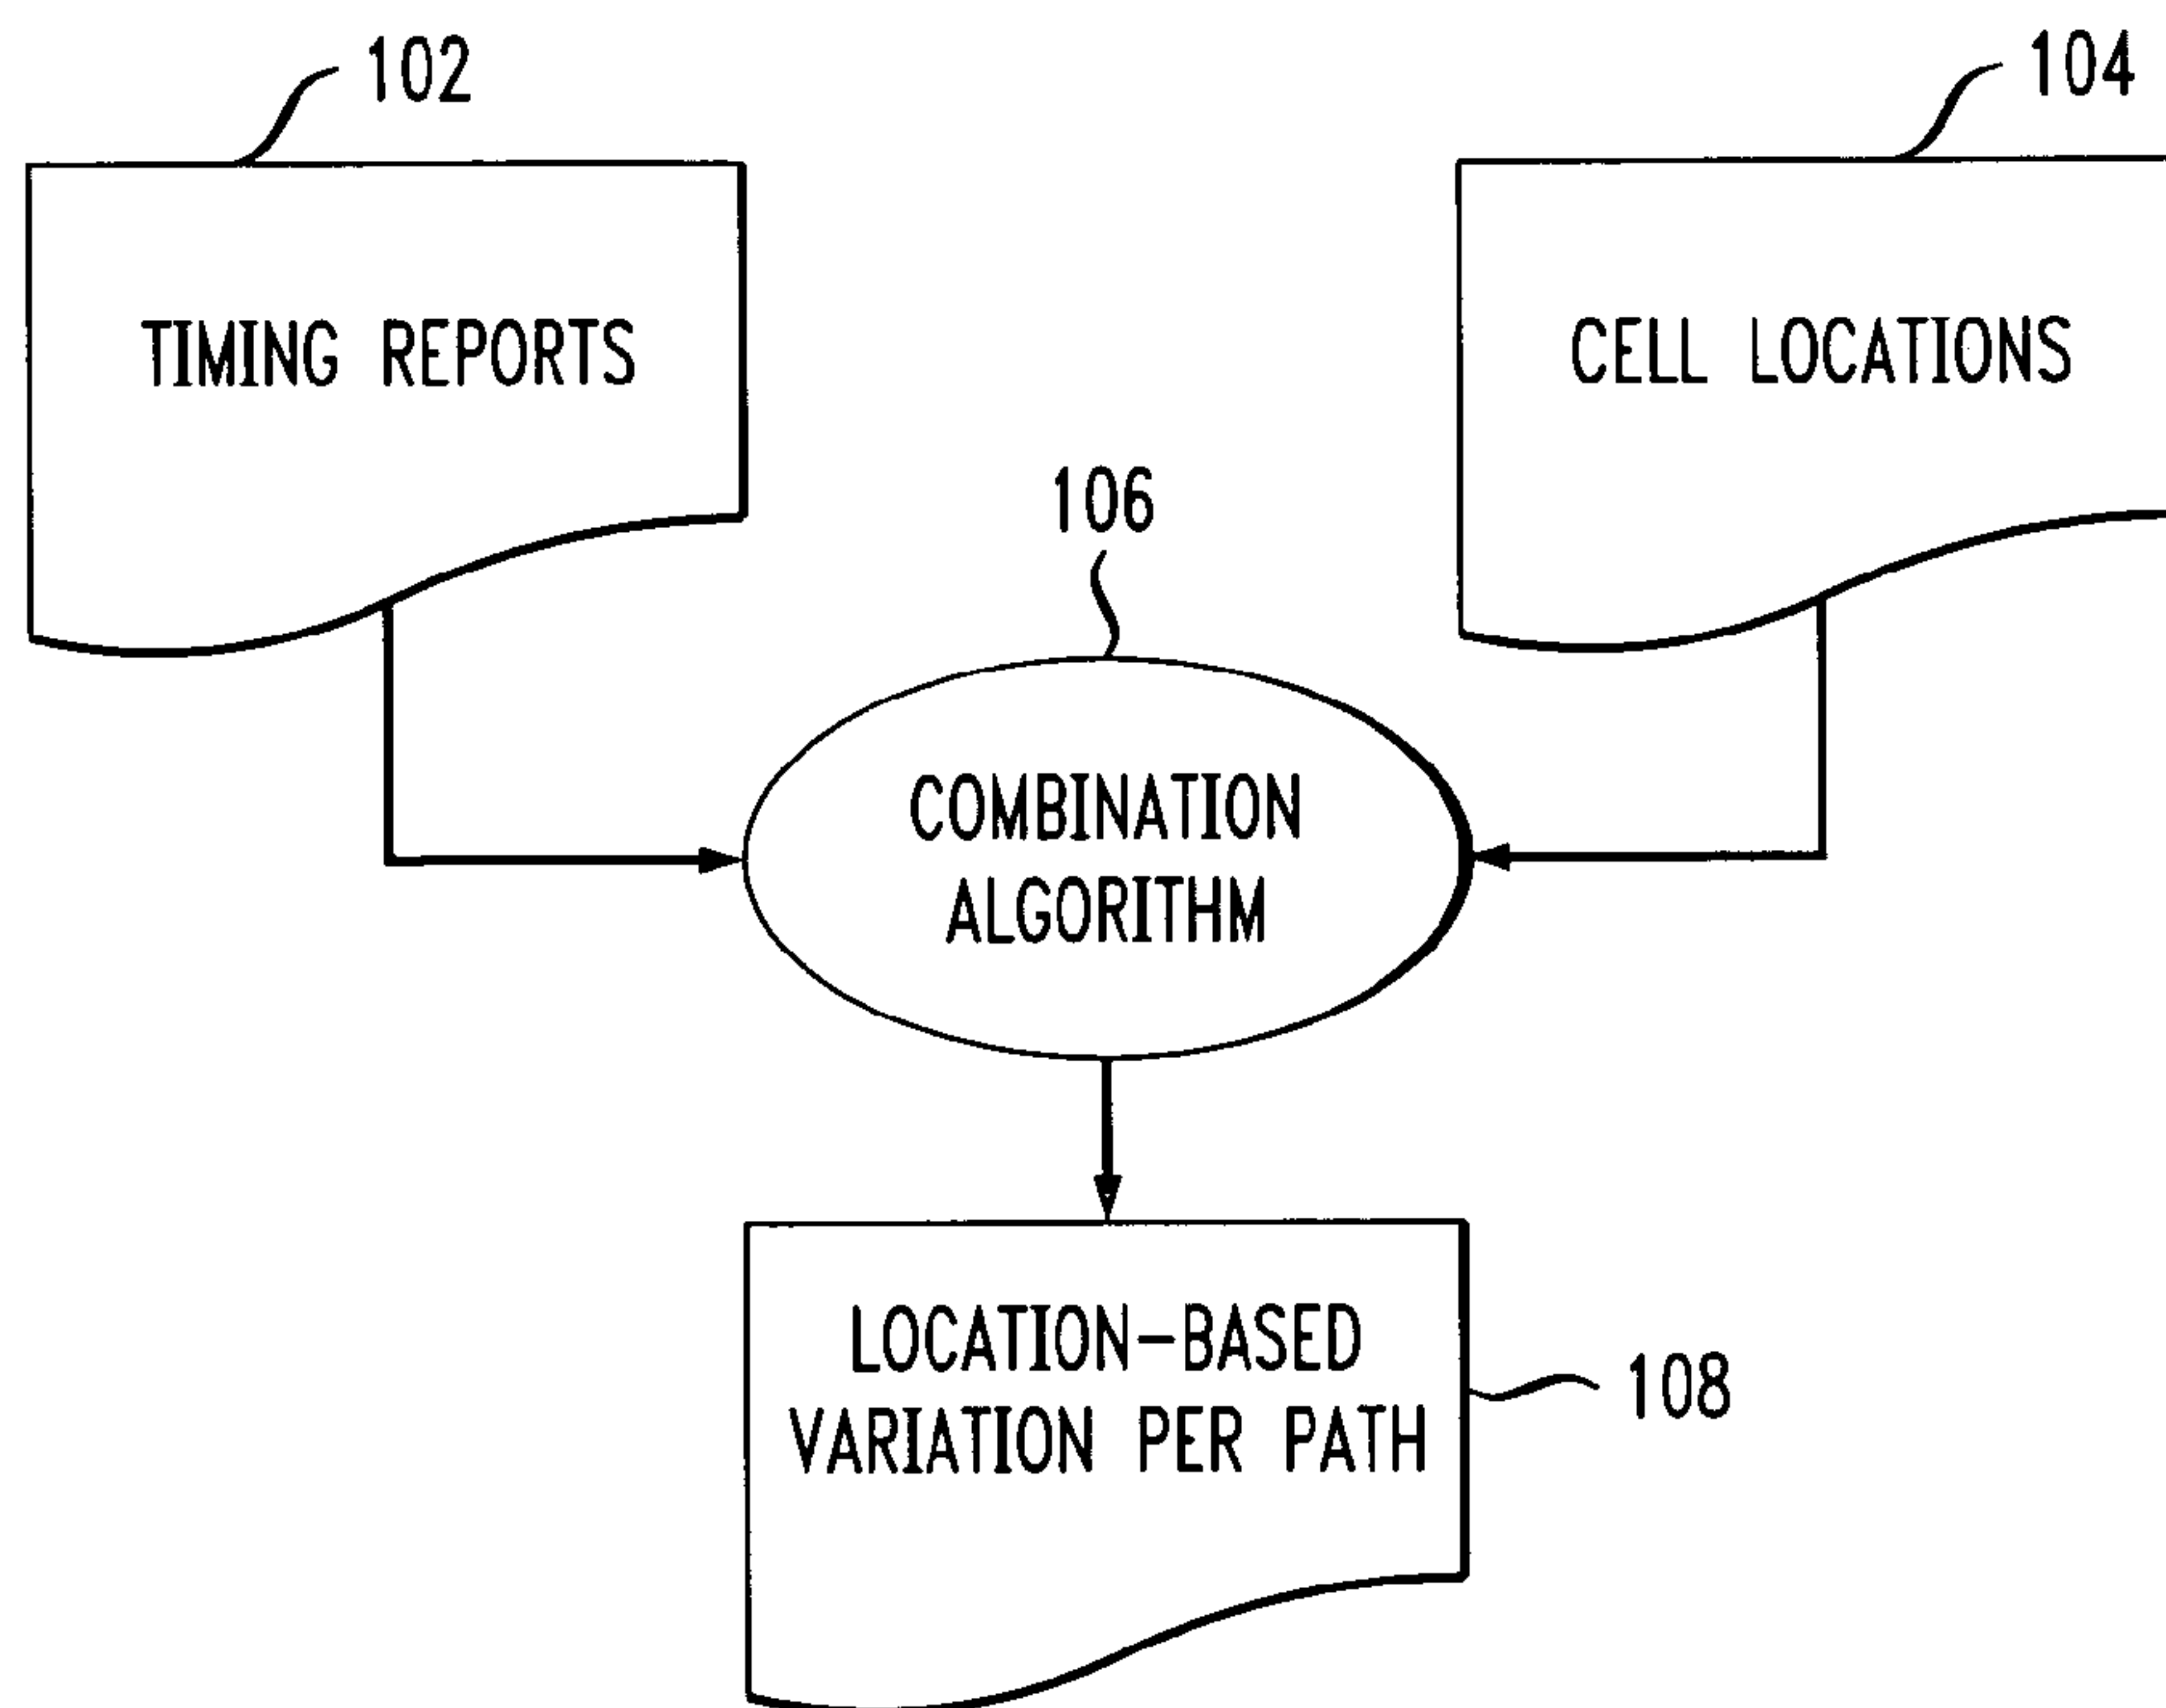 102
104
TIMING REPORTS
CELL LOCATIONS
106
COMBINATION
ALGORITHM
LOCATION-BASED
VARIATION PER PATH
108